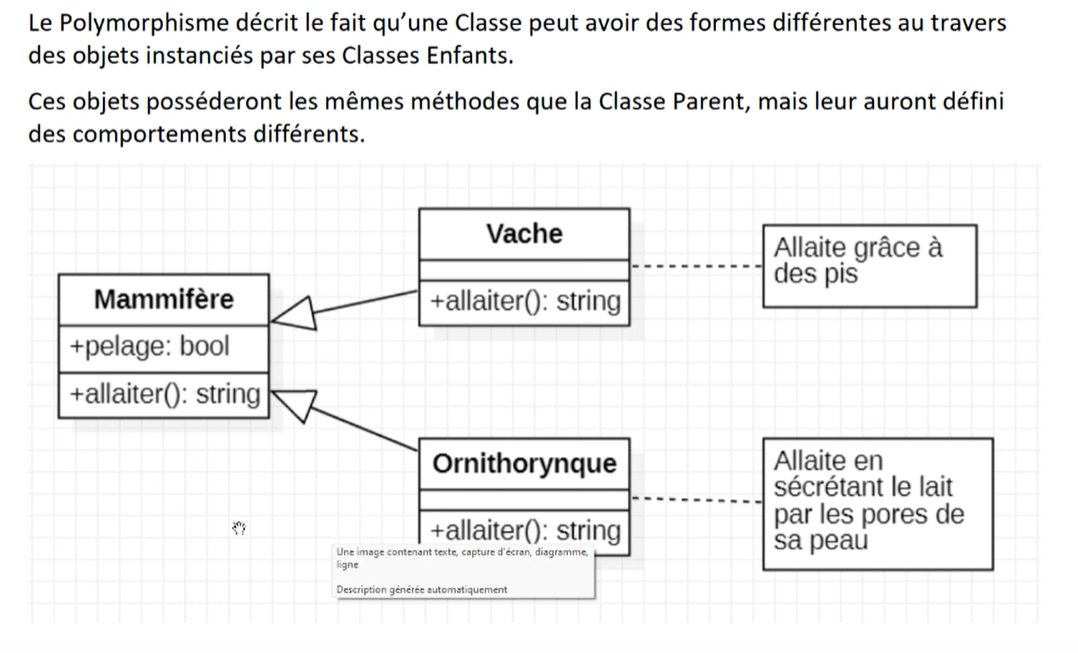 Le Polymorphisme décrit le fait qu’une Classe peut avoir des formes différentes au travers
des objets instanciés par ses Classes Enfants.
Ces objets posséderont les mêmes méthodes que la Classe Parent, mais leur auront défini
des comportements différents.
Mammifère
+pelage: bool
+allaiter(): string
Vache
+allaiter(): string
Allaite grâce à
des pis
Ornithorynque
+allaiter(): string
Allaite en
sécrétant le lait
par les pores de
sa peau
Une image contenant texte, capture d'écran, diagramme,
ligne
Description générée automatiquement